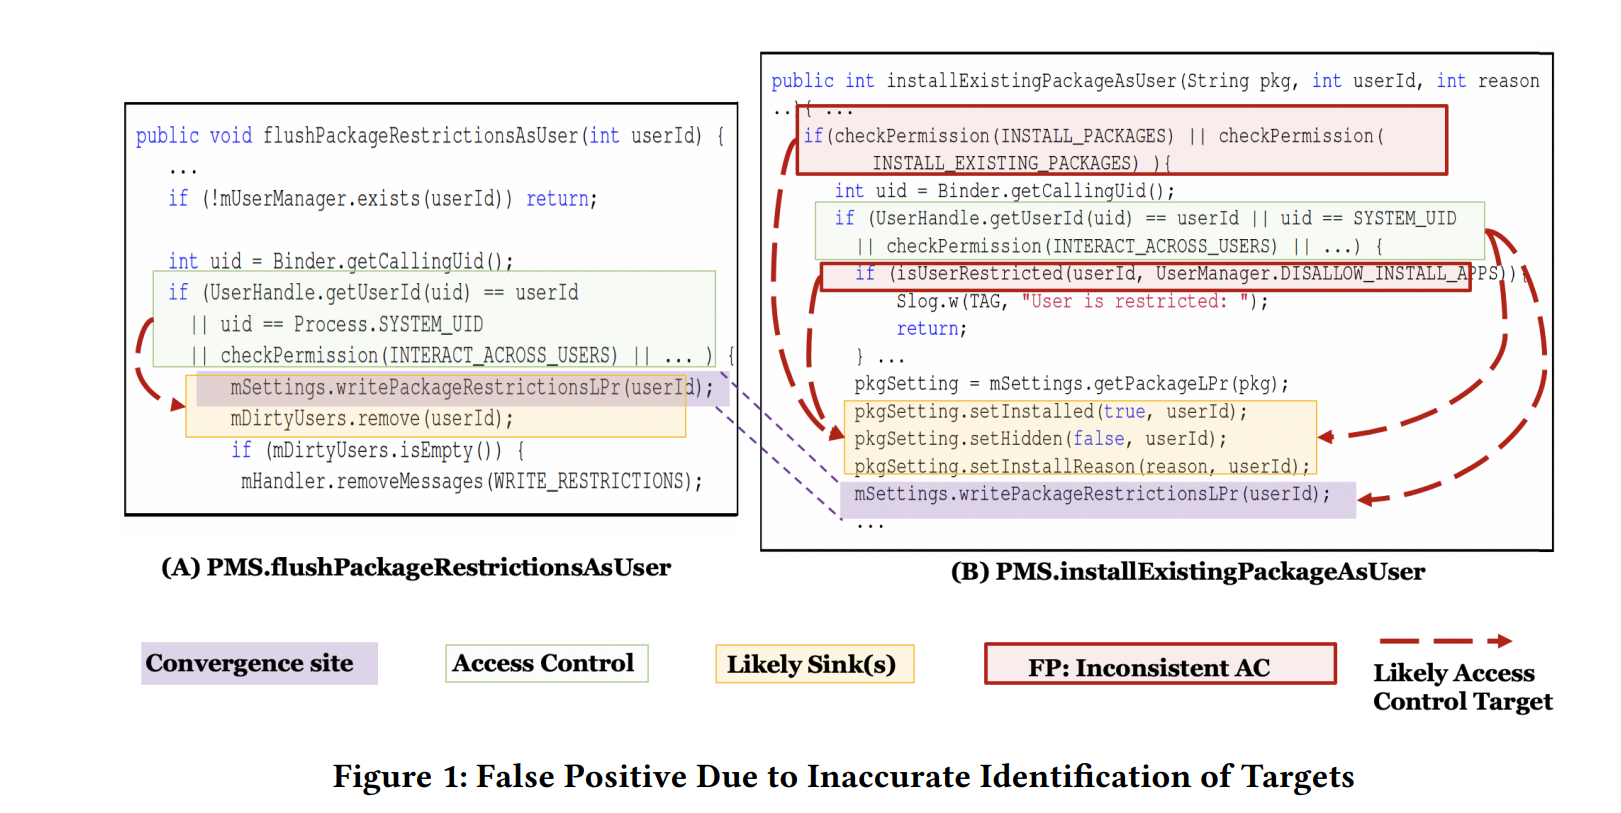 public void flushPackageRestrictionsAsUser(int userId) {
...
if (!mUserManager.exists(userId)) return;
int uid = Binder.getCallingUid();
if (UserHandle.getUserId(uid) == userId
|| uid == Process.SYSTEM_UID
|| checkPermission(INTERACT_ACROSS_USERS) || ... ) {
mSettings.writePackageRestrictionsLPr(userId);
mDirtyUsers.remove(userId);
if (mDirtyUsers.isEmpty()) {
mHandler.removeMessages(WRITE_RESTRICTIONS);
(A) PMS.flushPackageRestrictionsAsUser
public int installExistingPackageAsUser(String pkg, int userId, int reason
..){ ...
if(checkPermission(INSTALL_PACKAGES) || checkPermission(
INSTALL_EXISTING_PACKAGES) ){
int uid = Binder.getCallingUid();
if (UserHandle.getUserId(uid) == userId || uid == SYSTEM_UID
|| checkPermission(INTERACT_ACROSS_USERS) || ...) {
if (isUserRestricted(userId, UserManager.DISALLOW_INSTALL_APPS)){
Slog.w(TAG, "User is restricted: ");
return;
} ...
pkgSetting = mSettings.getPackageLPr(pkg);
pkgSetting.setInstalled(true, userId);
pkgSetting.setHidden(false, userId);
pkgSetting.setInstallReason(reason, userId);
mSettings.writePackageRestrictionsLPr(userId);
...
(B) PMS.installExistingPackageAsUser
Convergence site
Access Control
Likely Sink(s)
FP: Inconsistent AC
Likely Access
Control Target
Figure 1: False Positive Due to Inaccurate Identification of Targets